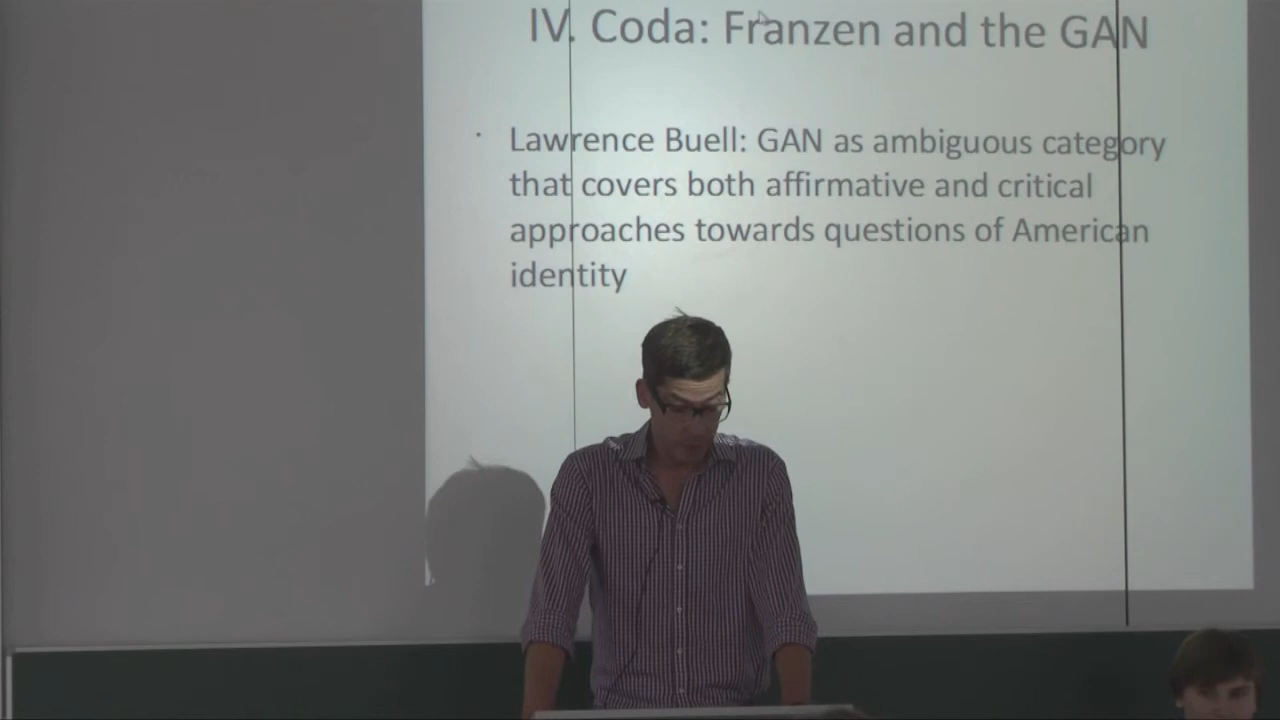 IV. Coda: Franzen and the GAN
· Lawrence Buell: GAN as ambiguous category
that covers both affirmative and critical
approaches towards questions of American
identity